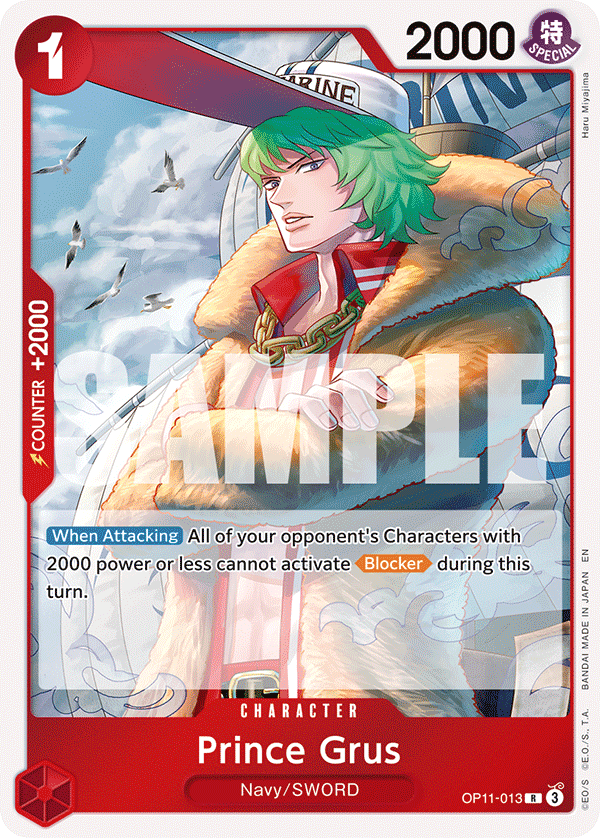 1
2000
特
SPECIAL
MARINE
Haru Miyajima
COUNTER +2000
SAMPLE
When Attacking All of your opponent's Characters with
2000 power or less cannot activate Blocker during this
turn.
CHARACTER
Prince Grus
Navy/SWORD
OP11-013 R 3
©EO/S ©E.O./S., T.A. BANDAI MADE IN JAPAN EN